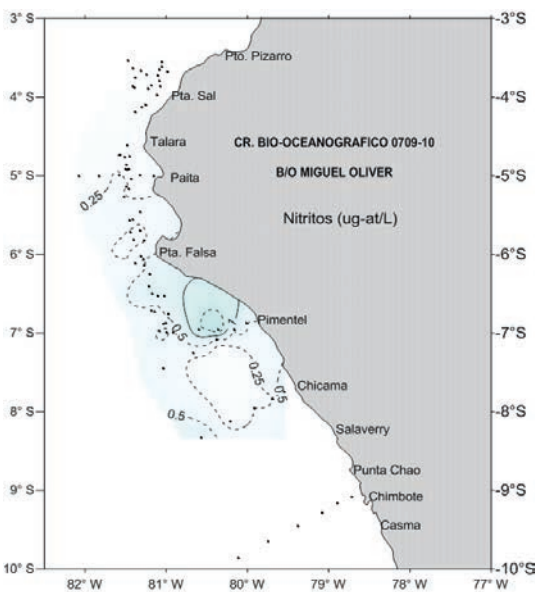 3° S
-3° S
Pto. Pizarro
4° S
Pta. Sal
-4° S
Talara
CR. BIO-OCEANOGRAFICO 0709-10
5° S
Paita
B/O MIGUEL OLIVER
-5° S
0.25
Nitritos (ug-at/L)
6° S
Pta. Falsa
-6° S
7° S
0.5
1
Pimentel
-7° S
0.25
0.5
Chicama
8° S
0.5
-8° S
Salaverry
Punta Chao
9° S
Chimbote
-9° S
Casma
10° S
-10° S
82° W 81° W 80° W 79° W 78° W 77° W